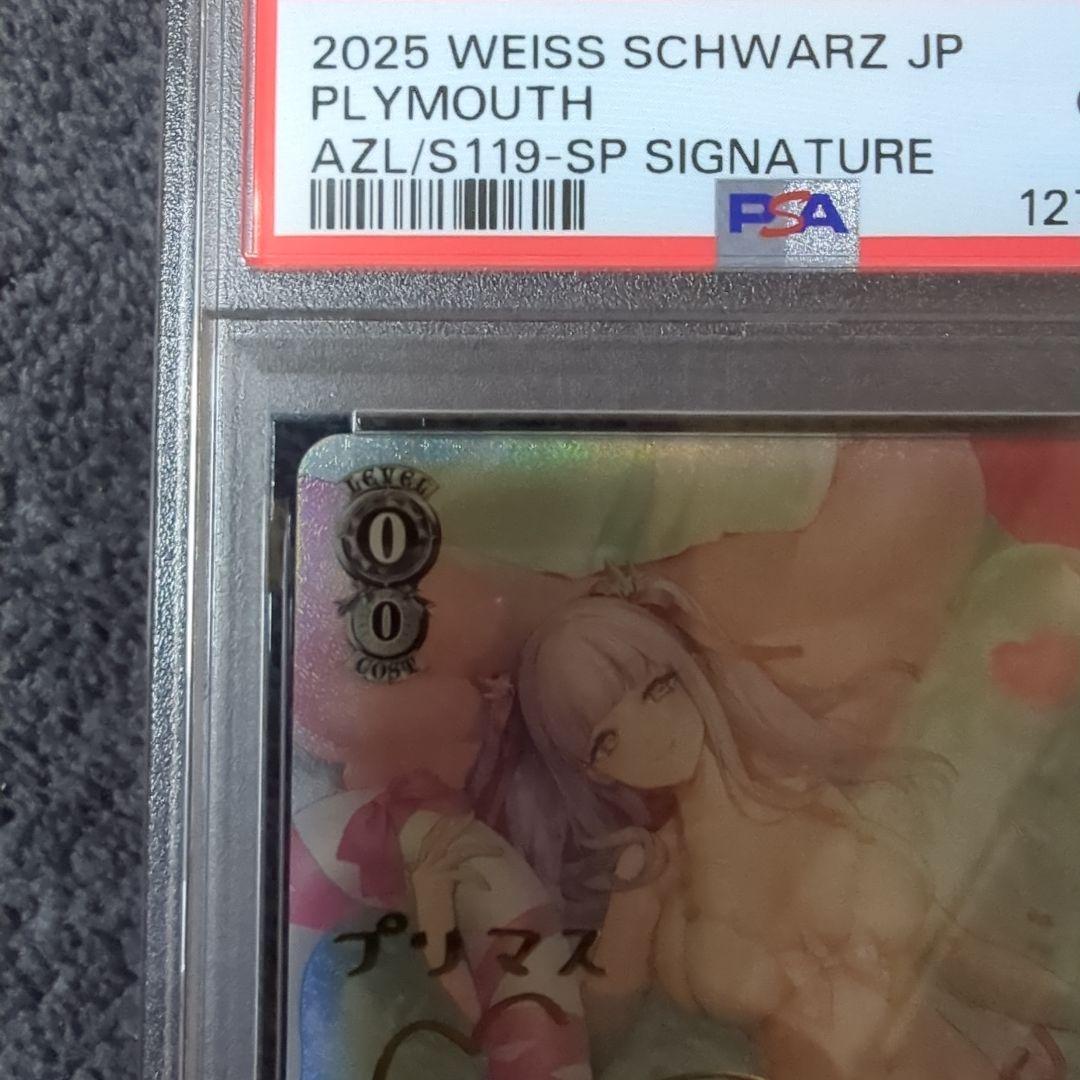 2025 WEISS SCHWARZ JP
PLYMOUTH
AZL/S119-SP SIGNATURE
PSA
LEVEL
0
0
COST
プリマス